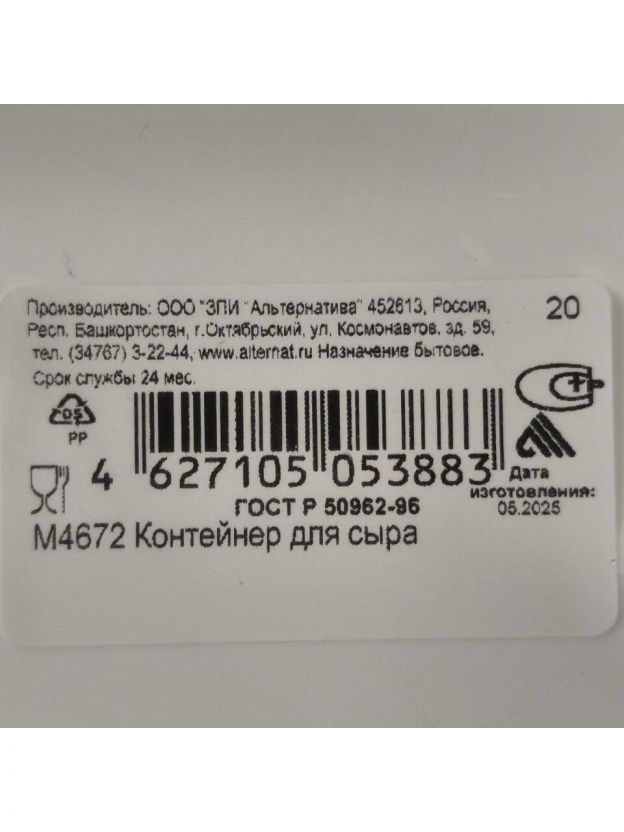 Производитель: ООО "ЗПИ "Альтернатива" 452613, Россия,
Респ. Башкортостан, г.Октябрьский, ул. Космонавтов, зд. 59,
тел. (34767) 3-22-44, www.alternat.ru Назначение бытовое.
Срок службы 24 мес.
20
05
PP
4 627105 053883
ГОСТ Р 50962-96
Дата
изготовления:
05.2025
М4672 Контейнер для сыра